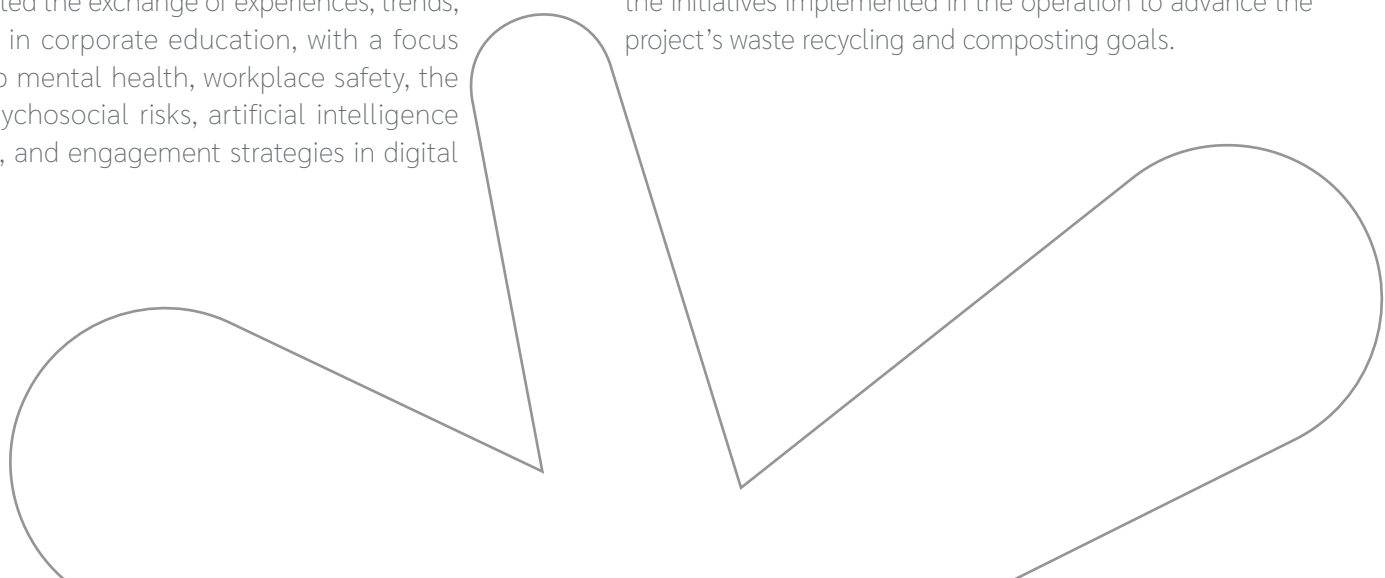 ted the exchange of experiences, trends,
in corporate education, with a focus
o mental health, workplace safety, the
ychosocial risks, artificial intelligence
, and engagement strategies in digital
the initiatives implemented in the operation to advance the
project’s waste recycling and composting goals.